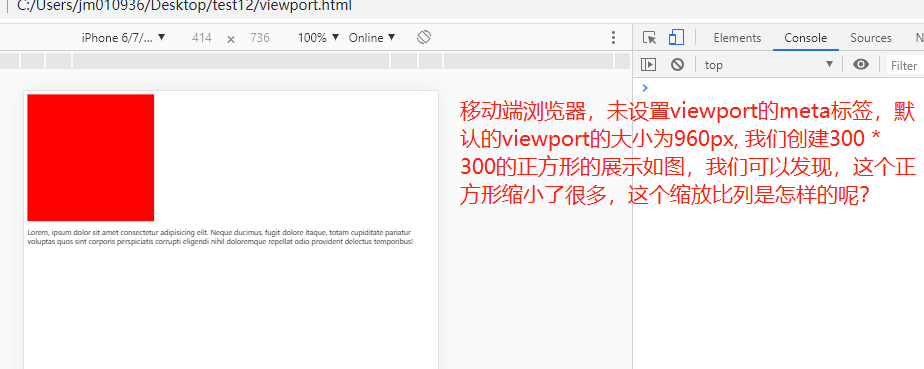 C:/Users/jm010936/Desktop/test12/viewport.html
iPhone 6/7/... ▼ 414 × 736 100% ▼ Online ▼
Elements Console Sources N
top ▼ Filter
移动端浏览器，未设置viewport的meta标签，默
认的viewport的大小为960px, 我们创建300 *
300的正方形的展示如图，我们可以发现，这个正
方形缩小了很多，这个缩放比列是怎样的呢？
Lorem, ipsum dolor sit amet consectetur adipisicing elit. Neque ducimus, fugit dolore itaque, totam cupiditate pariatur
voluptas quos sint corporis perspiciatis corrupti eligendi nihil doloremque repellat odio provident delectus temporibus!